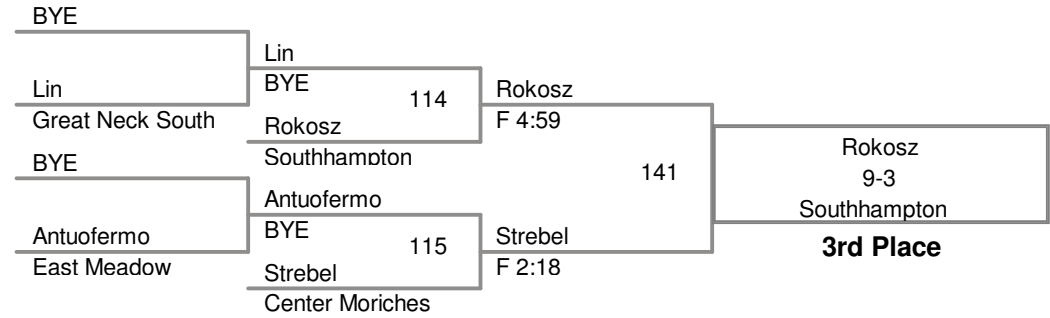 BYE
Lin
Great Neck South
BYE
Antuofermo
East Meadow
Lin
BYE
114
Rokosz
Southhampton
Antuofermo
BYE
115
Strebel
Center Moriches
Rokosz
F 4:59
141
Strebel
F 2:18
Rokosz
9-3
Southhampton
3rd Place